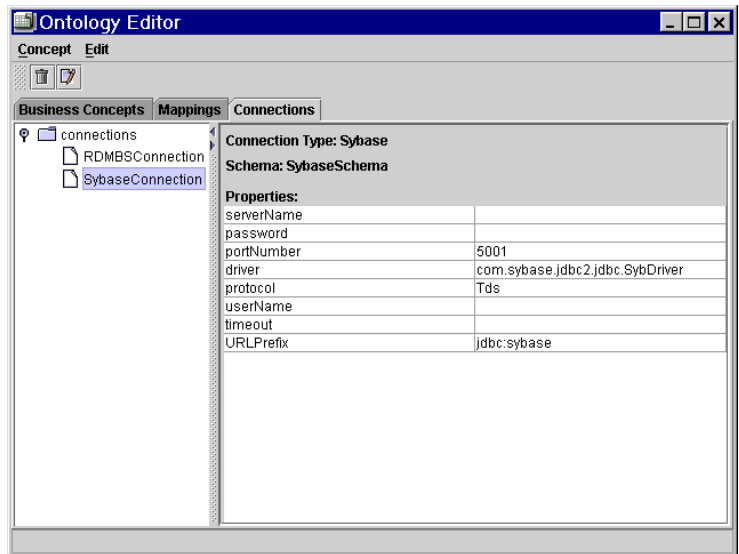 Ontology Editor
Concept Edit
Business Concepts Mappings Connections
connections
RDMBSConnection
SybaseConnection
Connection Type: Sybase
Schema: SybaseSchema
Properties:
serverName
password
portNumber 5001
driver com.sybase.jdbc2.jdbc.SybDriver
protocol Tds
userName
timeout
URLPrefix jdbc:sybase